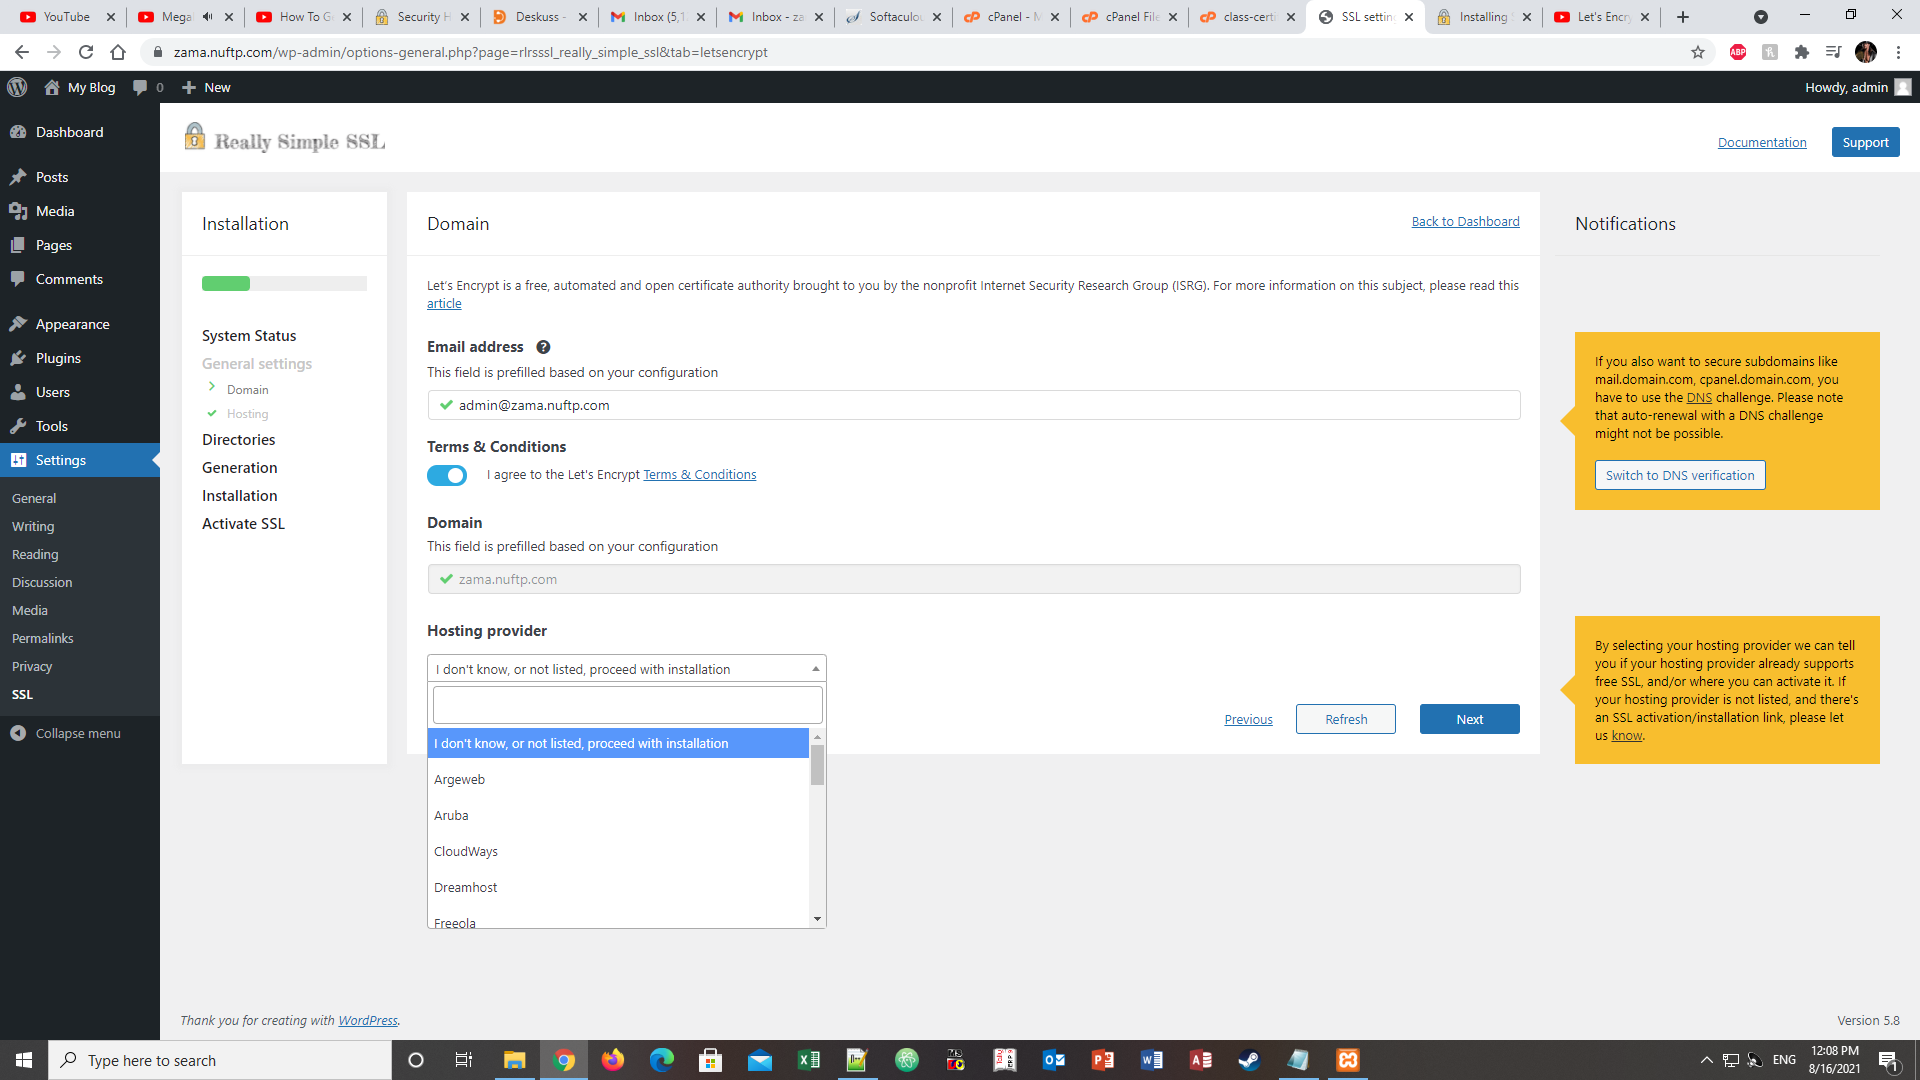 YouTube
Mega
How To G
Security H
Deskuss -
Inbox (5,1
Inbox - za
Softaculou
cPanel - M
cPanel File
class-certi
SSL settin
Installing
Let's Encr
zama.nuftp.com/wp-admin/options-general.php?page=rlrsssl_really_simple_ssl&tab=letsencrypt
ABP
My Blog
0
New
Howdy, admin
Dashboard
Posts
Media
Pages
Comments
Appearance
Plugins
Users
Tools
Settings
General
Writing
Reading
Discussion
Media
Permalinks
Privacy
SSL
Collapse menu
Really Simple SSL
Documentation
Support
Installation
System Status
General settings
Domain
Hosting
Directories
Generation
Installation
Activate SSL
Domain
Back to Dashboard
Let's Encrypt is a free, automated and open certificate authority brought to you by the nonprofit Internet Security Research Group (ISRG). For more information on this subject, please read this
article
Email address
This field is prefilled based on your configuration
admin@zama.nuftp.com
Terms & Conditions
I agree to the Let's Encrypt Terms & Conditions
Domain
This field is prefilled based on your configuration
zama.nuftp.com
Hosting provider
I don't know, or not listed, proceed with installation
I don't know, or not listed, proceed with installation
Argeweb
Aruba
CloudWays
Dreamhost
Freeola
Previous
Refresh
Next
Notifications
If you also want to secure subdomains like
mail.domain.com, cpanel.domain.com, you
have to use the DNS challenge. Please note
that auto-renewal with a DNS challenge
might not be possible.
Switch to DNS verification
By selecting your hosting provider we can tell
you if your hosting provider already supports
free SSL, and/or where you can activate it. If
your hosting provider is not listed, and there's
an SSL activation/installation link, please let
us know.
Thank you for creating with WordPress.
Version 5.8
Type here to search
ENG
12:08 PM
8/16/2021
1